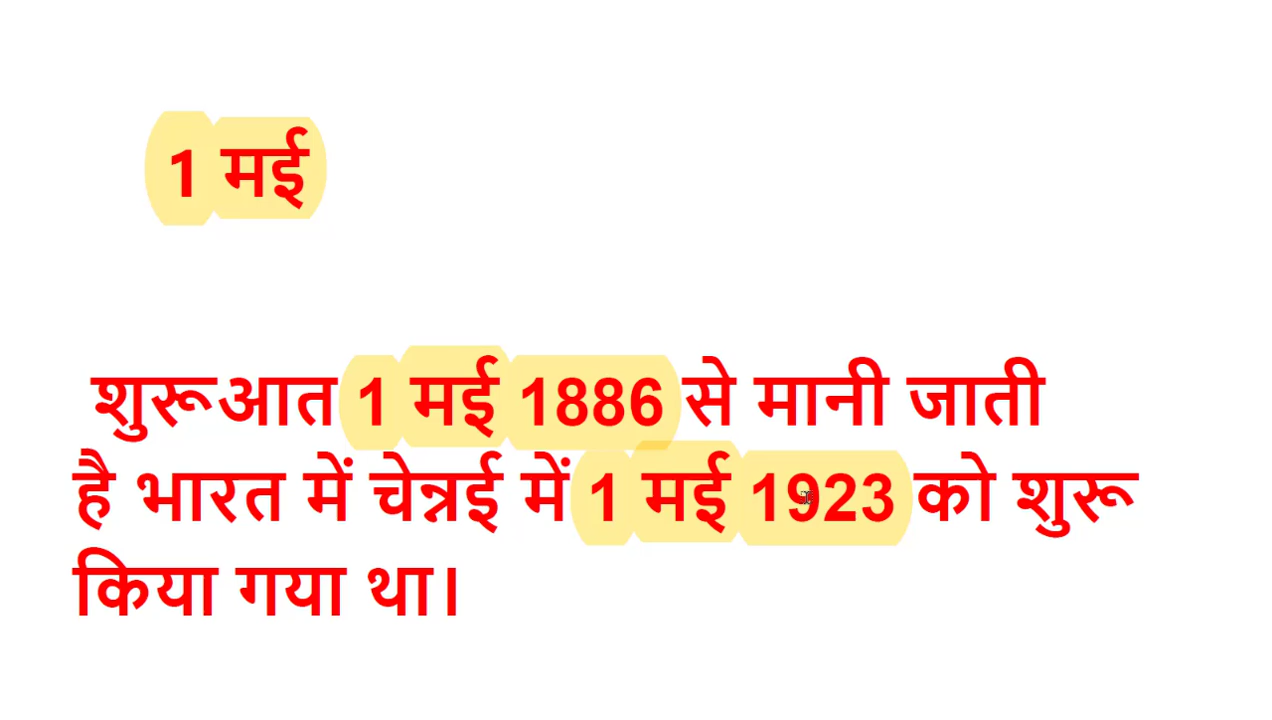 1 मई
शुरूआत 1 मई 1886 से मानी जाती
है भारत में चेन्नई में 1 मई 1923 को शुरू
किया गया था।